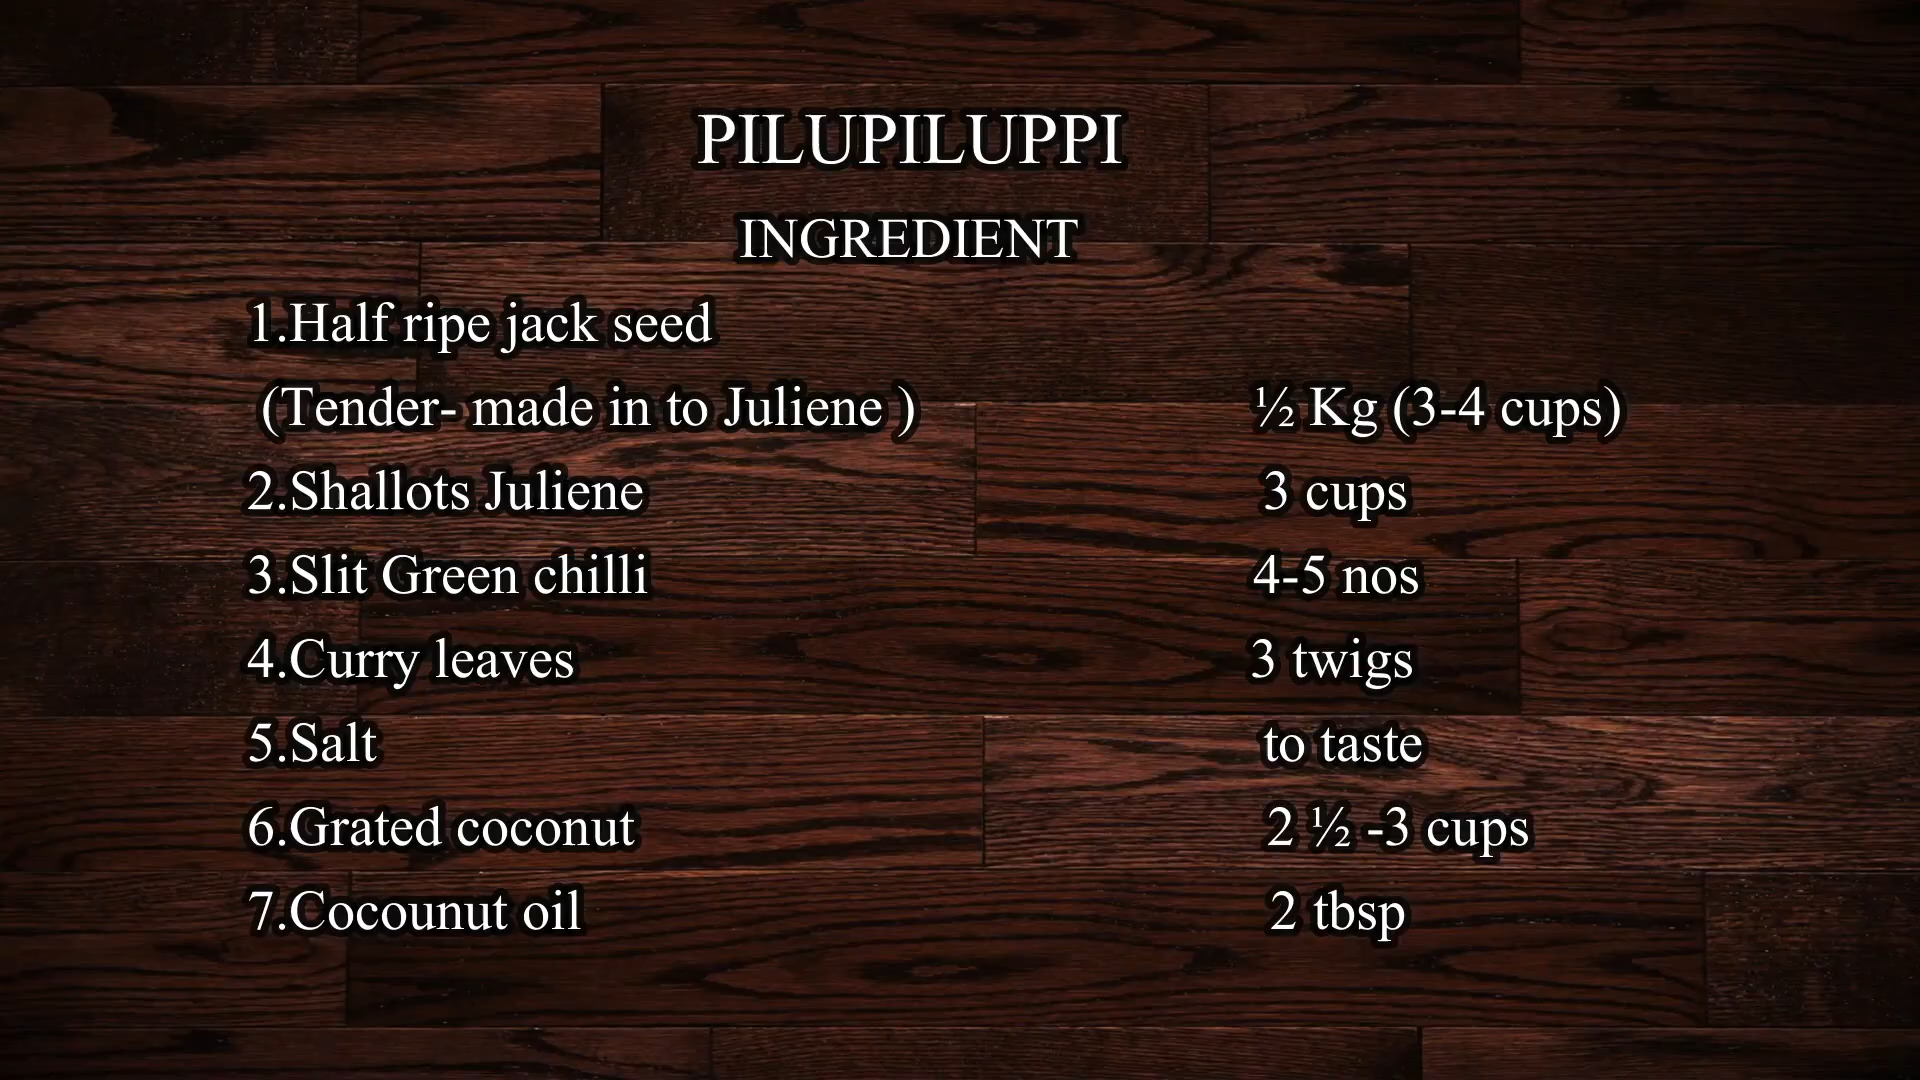 PILUPILUPPI
INGREDIENT
1.Half ripe jack seed
(Tender- made in to Juliene ) ½ Kg (3-4 cups)
2.Shallots Juliene 3 cups
3.Slit Green chilli 4-5 nos
4.Curry leaves 3 twigs
5.Salt to taste
6.Grated coconut 2 ½ -3 cups
7.Cocounut oil 2 tbsp